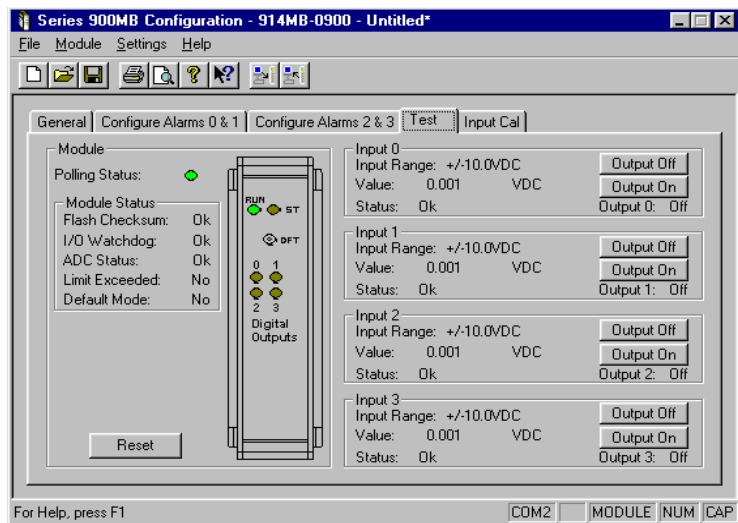 Series 900MB Configuration - 914MB-0900 - Untitled*
File Module Settings Help
General Configure Alarms 0 & 1 Configure Alarms 2 & 3 Test Input Cal
Module
Polling Status:
Module Status
Flash Checksum: Ok
I/O Watchdog: Ok
ADC Status: Ok
Limit Exceeded: No
Default Mode: No
Reset
RUN ST
DFT
0 1
2 3
Digital
Outputs
Input 0
Input Range: +/-10.0VDC Output Off
Value: 0.001 VDC Output On
Status: Ok Output 0: Off
Input 1
Input Range: +/-10.0VDC Output Off
Value: 0.001 VDC Output On
Status: Ok Output 1: Off
Input 2
Input Range: +/-10.0VDC Output Off
Value: 0.001 VDC Output On
Status: Ok Output 2: Off
Input 3
Input Range: +/-10.0VDC Output Off
Value: 0.001 VDC Output On
Status: Ok Output 3: Off
For Help, press F1 COM2 MODULE NUM CAP